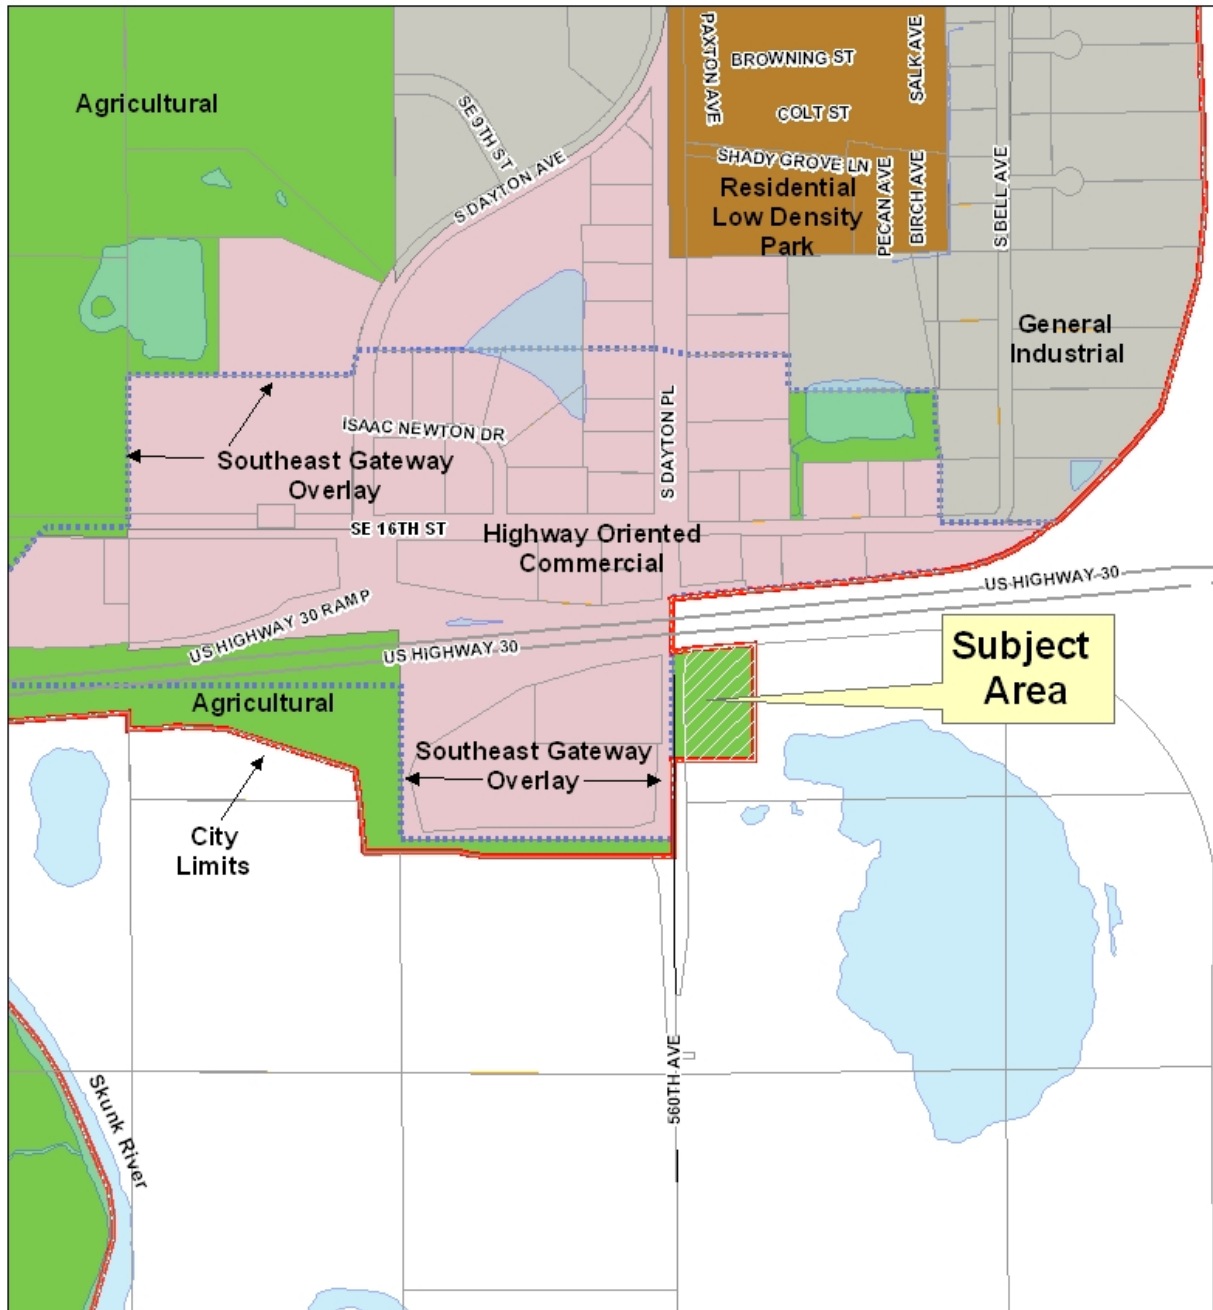 PAXTON AVE
BROWNING ST
SALK AVE
COLT ST
Agricultural
SE 9TH ST
S DAYTON AVE
SHADY GROVE LN
PECAN AVE
BIRCH AVE
S BELL AVE
Residential
Low Density
Park
General
Industrial
S DAYTON PL
ISAAC NEWTON DR
Southeast Gateway
Overlay
SE 16TH ST
Highway Oriented
Commercial
US HIGHWAY 30
US HIGHWAY 30 RAMP
US HIGHWAY 30
Subject
Area
Agricultural
Southeast Gateway
Overlay
City
Limits
560TH AVE
Skunk River